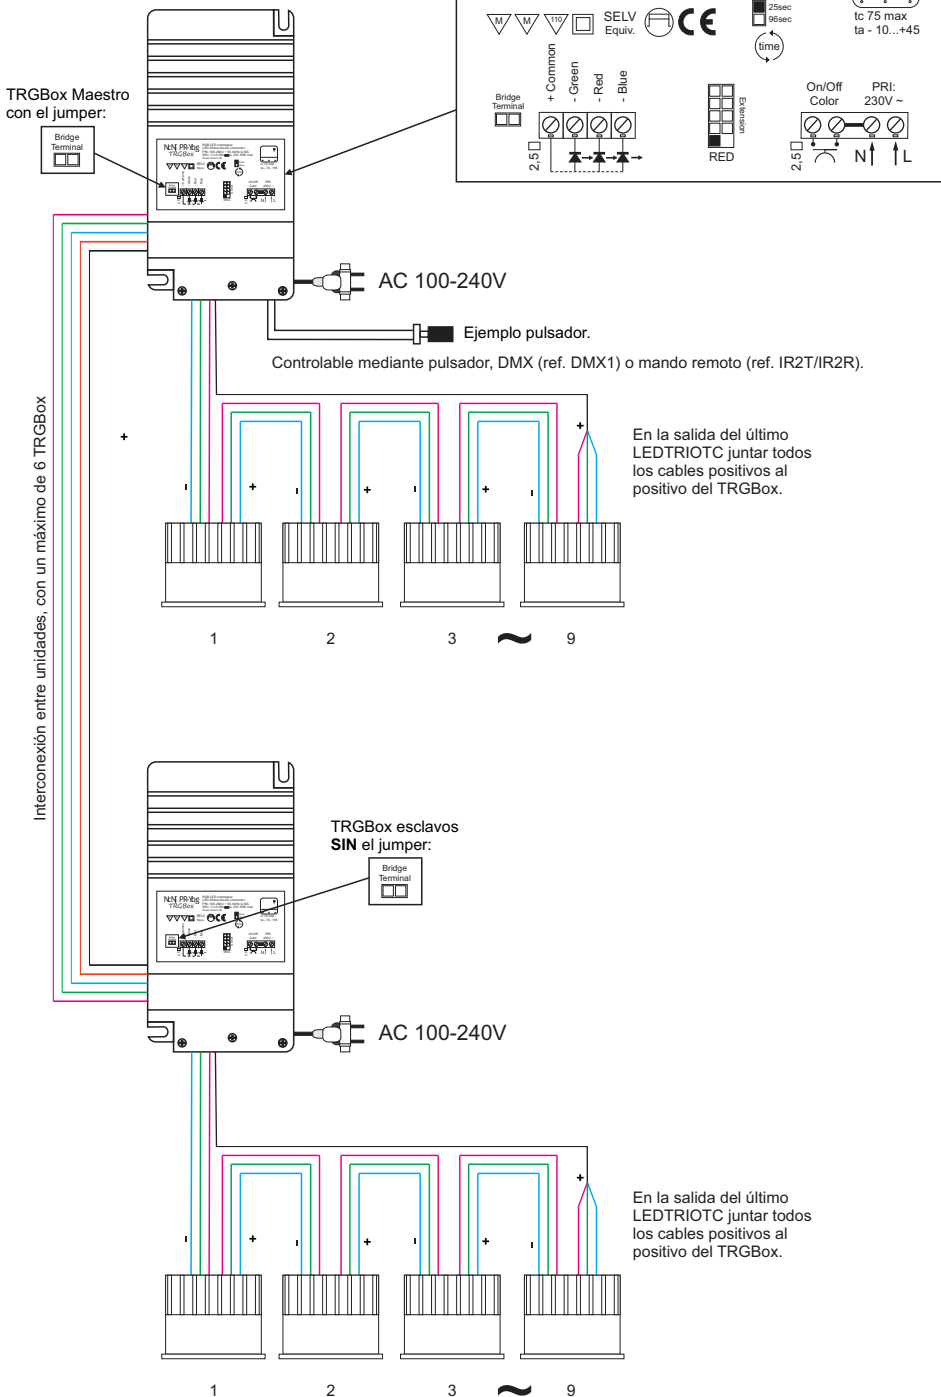 M M 110 SELV
Equiv.
25sec
96sec
time
tc 75 max
ta - 10...+45
Bridge
Terminal
+ Common
- Green
- Red
- Blue
2,5
Extension
RED
On/Off
Color
PRI:
230V ~
2,5
N L
TRGBox Maestro
con el jumper:
Bridge
Terminal
AC 100-240V
Ejemplo pulsador.
Controlable mediante pulsador, DMX (ref. DMX1) o mando remoto (ref. IR2T/IR2R).
Interconexión entre unidades, con un máximo de 6 TRGBox
En la salida del último
LEDTRIOTC juntar todos
los cables positivos al
positivo del TRGBox.
1 2 3 ~ 9
TRGBox esclavos
SIN el jumper:
Bridge
Terminal
AC 100-240V
En la salida del último
LEDTRIOTC juntar todos
los cables positivos al
positivo del TRGBox.
1 2 3 ~ 9